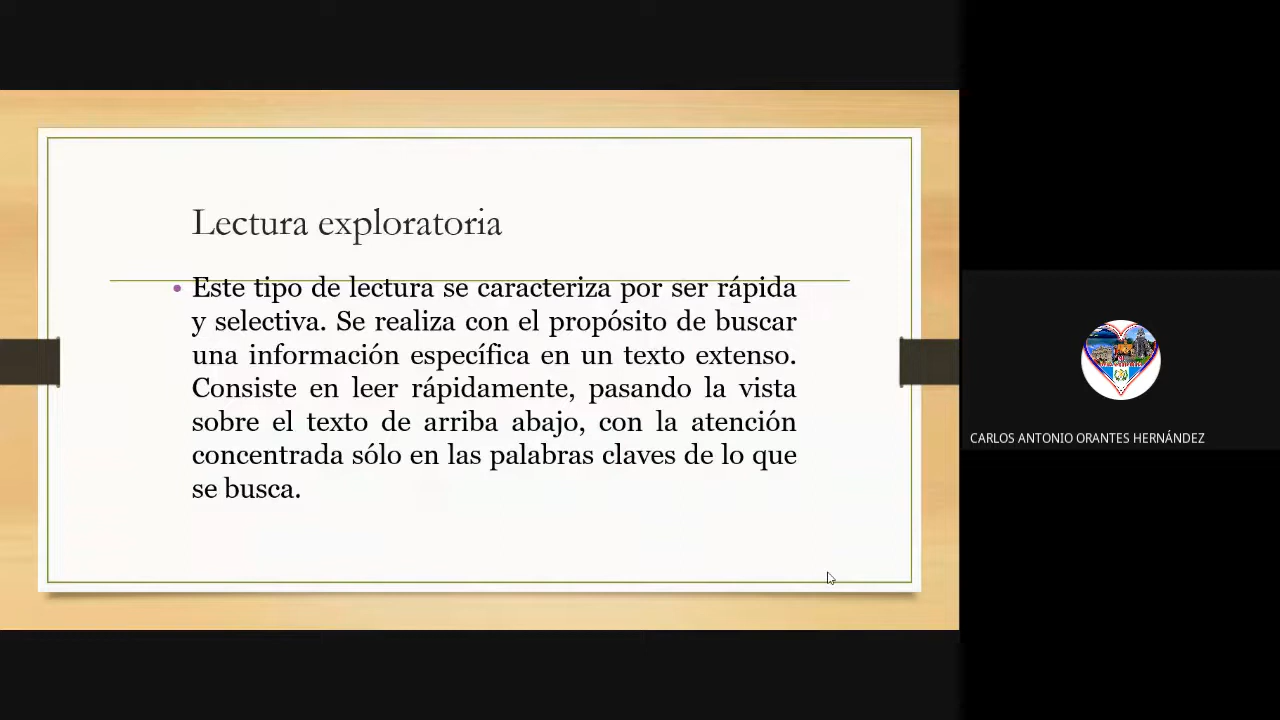 Lectura exploratoria
• Este tipo de lectura se caracteriza por ser rápida
y selectiva. Se realiza con el propósito de buscar
una información específica en un texto extenso.
Consiste en leer rápidamente, pasando la vista
sobre el texto de arriba abajo, con la atención
concentrada sólo en las palabras claves de lo que
se busca.
CARLOS ANTONIO ORANTES HERNÁNDEZ